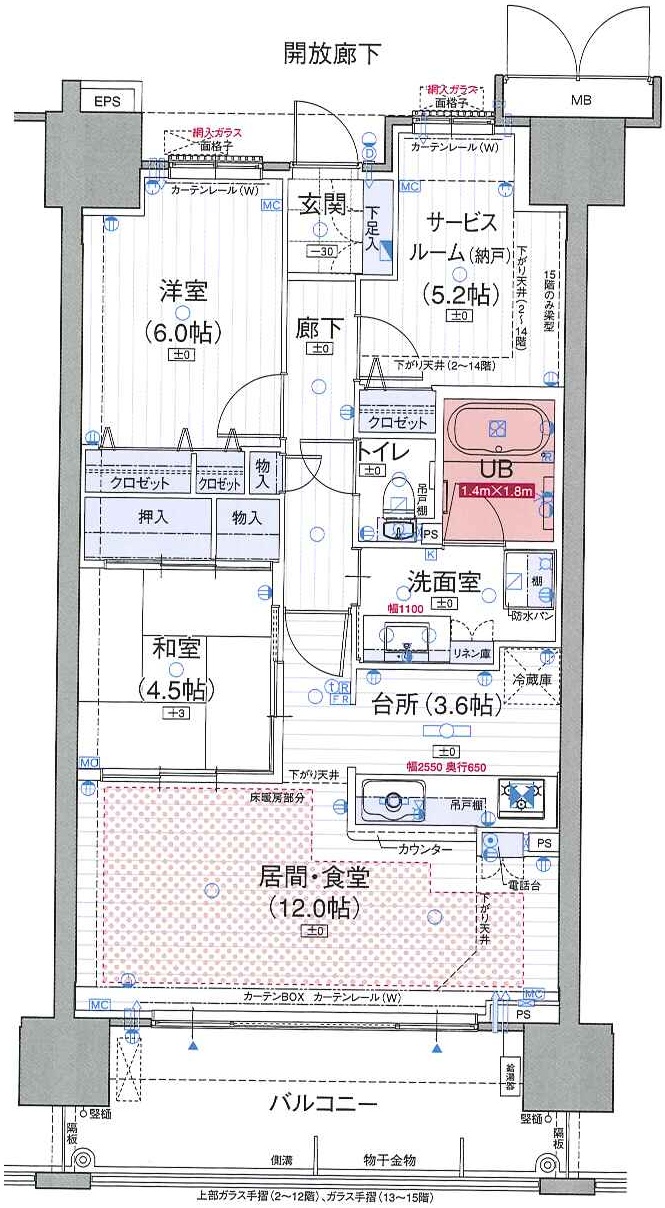 開放廊下
EPS
MB
網入ガラス
面格子
網入ガラス
面格子
カーテンレール(W)
カーテンレール(W)
D
MC
MC
玄関
下足入
−30
サービス
ルーム(納戸)
(5.2帖)
±0
下がり天井(2〜14階)
15階のみ梁型
下がり天井(2〜14階)
洋室
(6.0帖)
±0
廊下
±0
クロゼット
クロゼット
クロゼット
物入
押入
物入
トイレ
±0
吊戸棚
PS
UB
1.4m×1.8m
R
K
洗面室
±0
幅1100
棚
防水パン
リネン庫
和室
(4.5帖)
+3
t R
F R
台所(3.6帖)
±0
冷蔵庫
幅2550 奥行650
MC
下がり天井
床暖房部分
吊戸棚
カウンター
PS
電話台
居間・食堂
(12.0帖)
±0
下がり天井
カーテンBOX カーテンレール(W)
MC
MC
PS
給湯器
バルコニー
竪樋
竪樋
隔板
隔板
側溝
物干金物
上部ガラス手摺(2〜12階)、ガラス手摺(13〜15階)